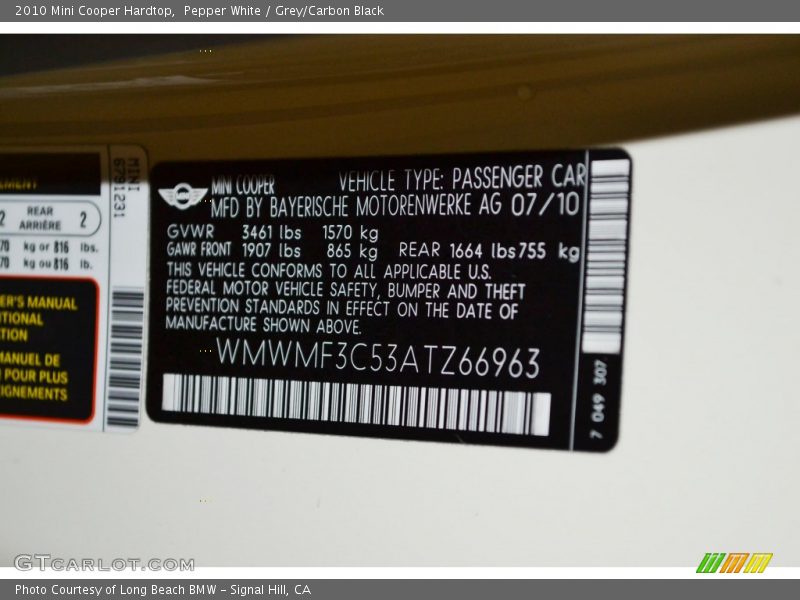 2010 Mini Cooper Hardtop,  Pepper White / Grey/Carbon Black
MINI
6791231
2 REAR ARRIÈRE 2
kg or 816 lbs.
kg ou 816 lb.
ER'S MANUAL
MANUEL DE
POUR PLUS
MINI COOPER VEHICLE TYPE: PASSENGER CAR
MFD BY BAYERISCHE MOTORENWERKE AG 07/10
GVWR 3461 lbs 1570 kg
GAWR FRONT 1907 lbs 865 kg REAR 1664 lbs 755 kg
THIS VEHICLE CONFORMS TO ALL APPLICABLE U.S.
FEDERAL MOTOR VEHICLE SAFETY, BUMPER AND THEFT
PREVENTION STANDARDS IN EFFECT ON THE DATE OF
MANUFACTURE SHOWN ABOVE.
WMWMF3C53ATZ66963
7 049 307
GTCARLOT.COM
Photo Courtesy of Long Beach BMW - Signal Hill, CA